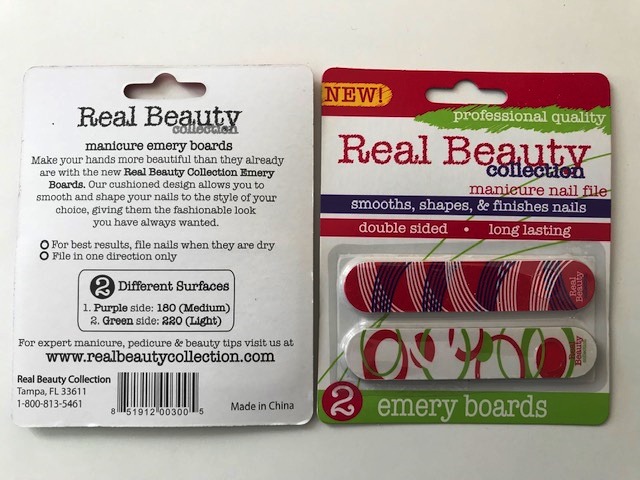 Real Beauty
collection
manicure emery boards
Make your hands more beautiful than they already
are with the new Real Beauty Collection Emery
Boards. Our cushioned design allows you to
smooth and shape your nails to the style of your
choice, giving them the fashionable look
you have always wanted.
For best results, file nails when they are dry
File in one direction only
2 Different Surfaces
1. Purple side: 180 (Medium)
2. Green side: 220 (Light)
For expert manicure, pedicure & beauty tips visit us at
www.realbeautycollection.com
Real Beauty Collection
Tampa, FL 33611
1-800-813-5461
8 51912 00300 5
Made in China
NEW!
professional quality
Real Beauty
collection
manicure nail file
smooths, shapes, & finishes nails
double sided • long lasting
Real
Beauty
Real
Beauty
2 emery boards